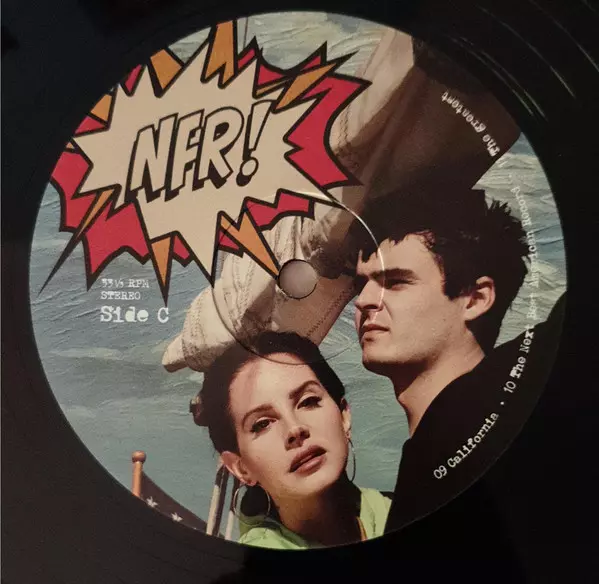 NFR!
33⅓ RPM
STEREO
Side C
09 California · 10 The Next Best American Record · The Greatest